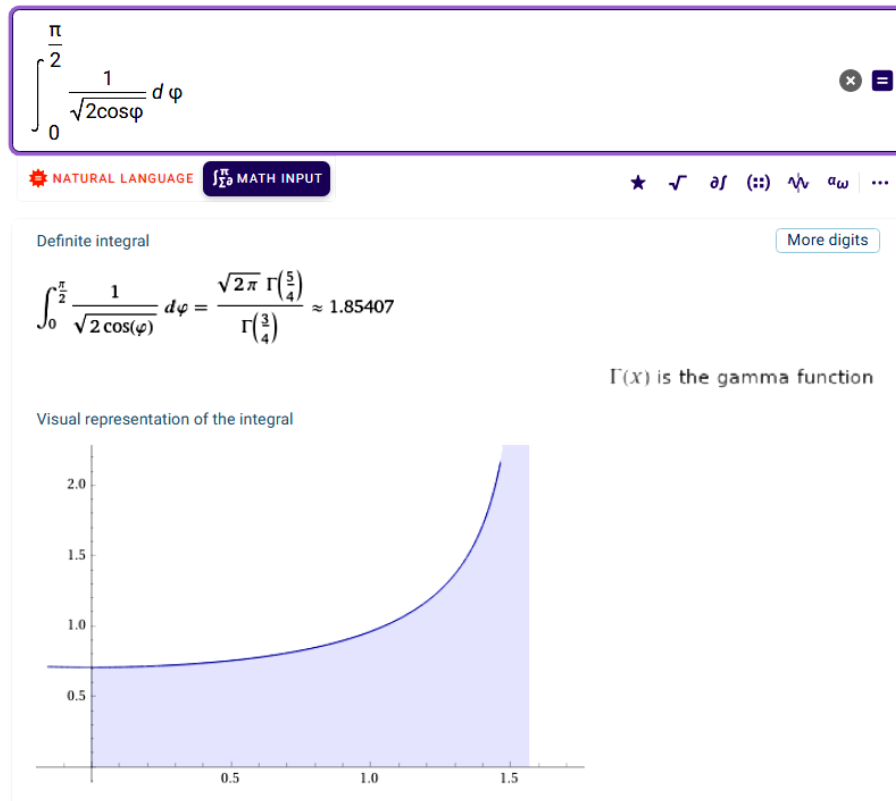 ∫₀^(π/2) 1/√(2cosφ) d φ
NATURAL LANGUAGE ∫Σ∂π MATH INPUT ★ √ ∂∫ (::) αω ...
Definite integral More digits
∫₀^(π/2) 1/√(2 cos(φ)) dφ = √(2 π) Γ(5/4)/Γ(3/4) ≈ 1.85407
Γ(x) is the gamma function
Visual representation of the integral
2.0
1.5
1.0
0.5
0.5 1.0 1.5